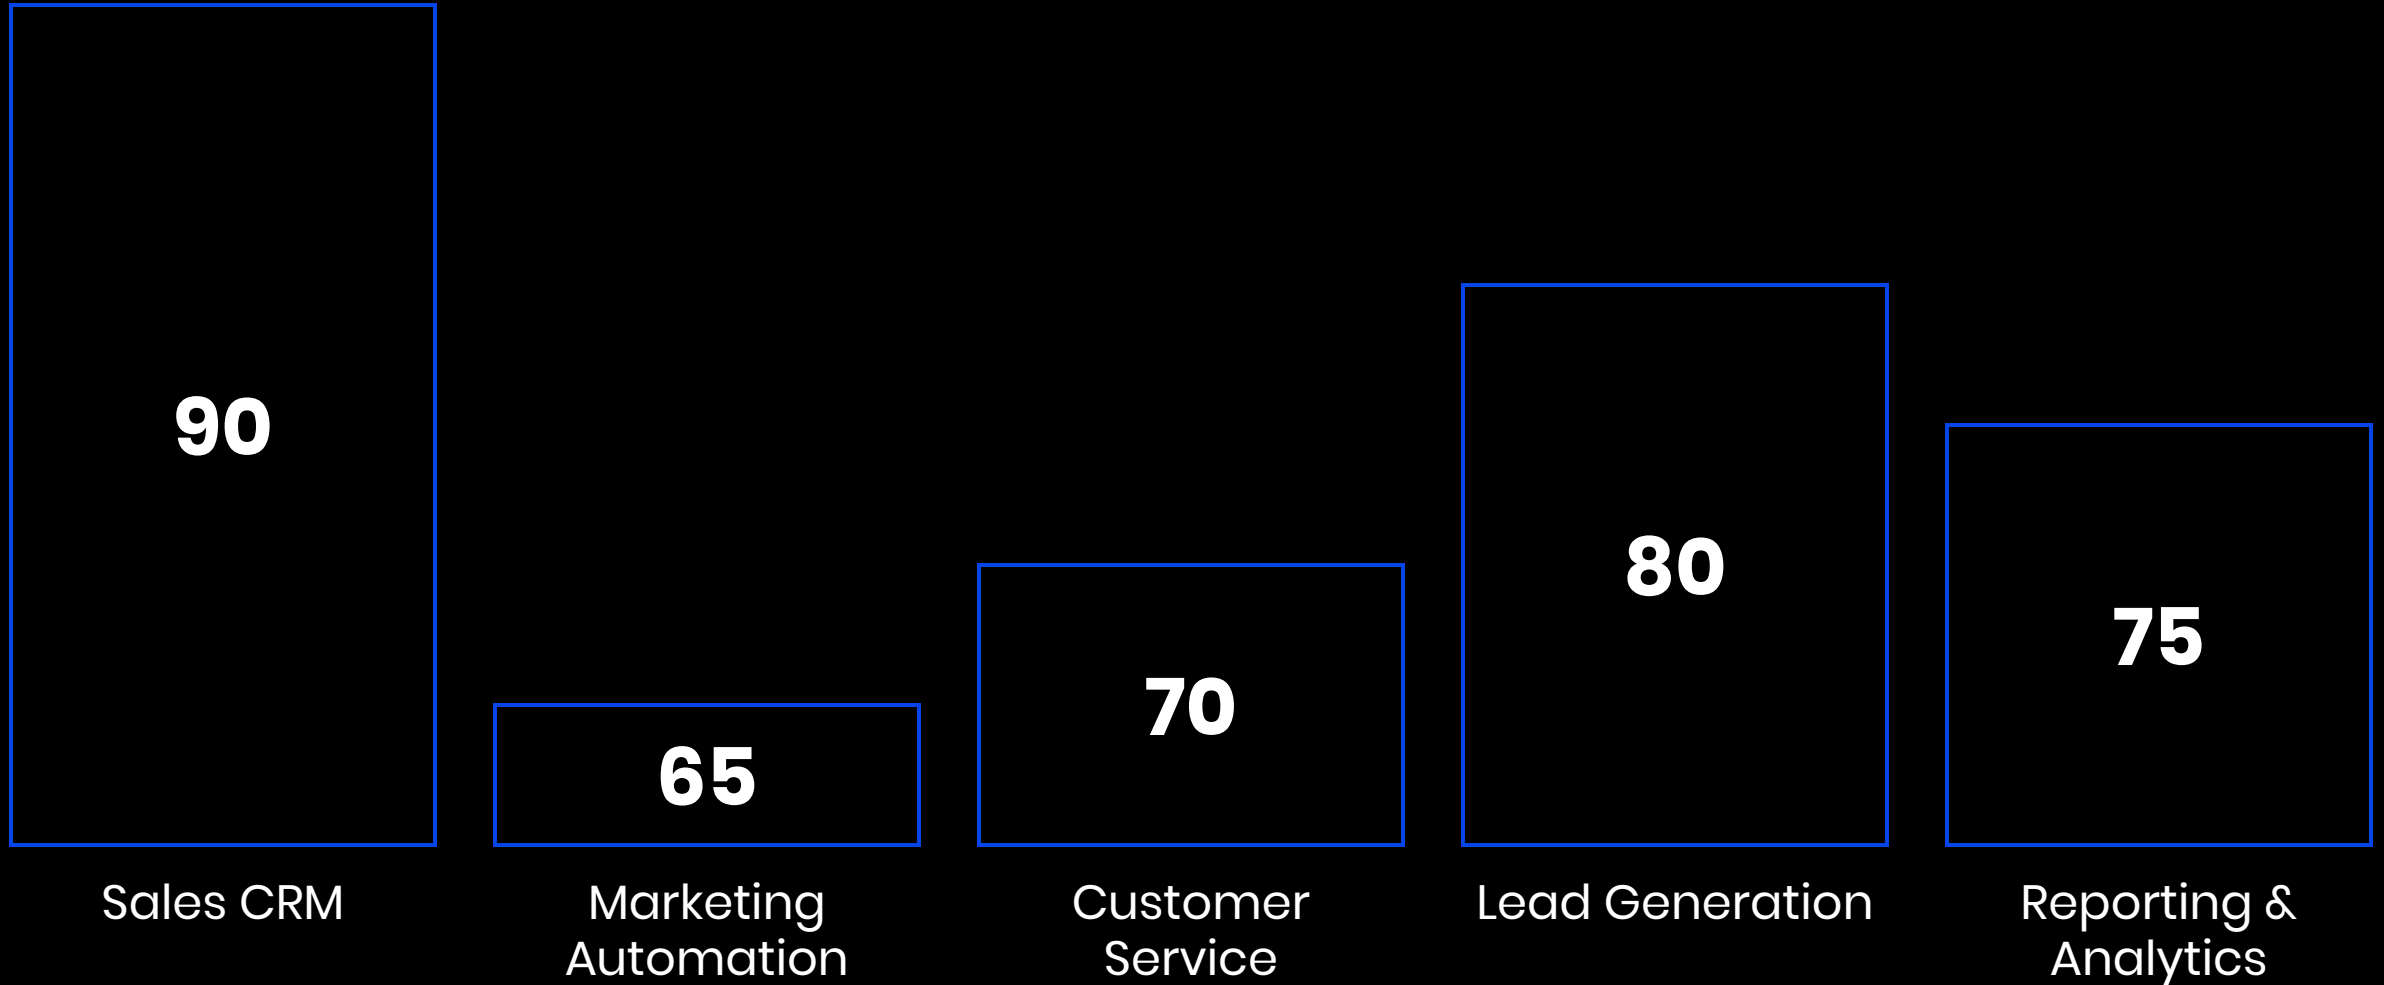 90
65
70
80
75
Sales CRM
Marketing
Automation
Customer
Service
Lead Generation
Reporting &
Analytics